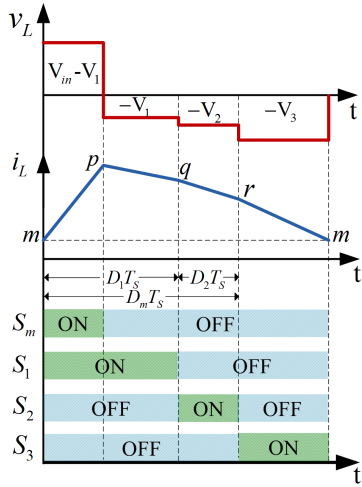 v_L
V_in-V_1
−V_1 −V_2 −V_3
t
i_L
p
q
r
m m
t
D_1T_S D_2T_S
D_mT_S
S_m ON OFF
S_1 ON OFF
S_2 OFF ON OFF
S_3 OFF ON
t